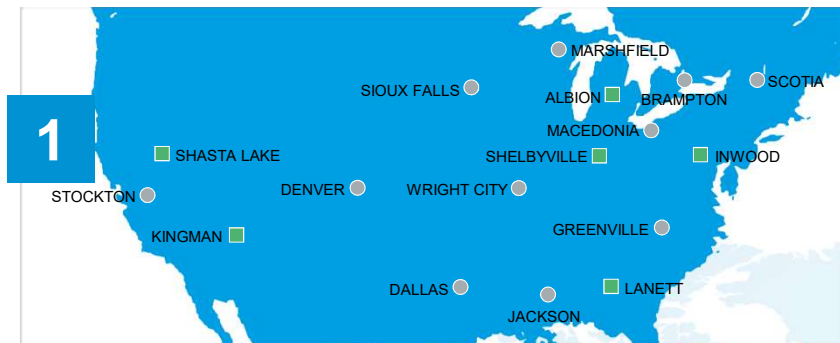 MARSHFIELD
SIOUX FALLS
SCOTIA
ALBION
BRAMPTON
1
MACEDONIA
SHASTA LAKE
SHELBYVILLE
INWOOD
STOCKTON
DENVER
WRIGHT CITY
KINGMAN
GREENVILLE
DALLAS
LANETT
JACKSON